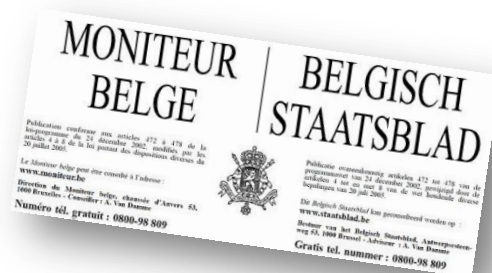 MONITEUR
BELGE
Publication conforme aux articles 472 à 478 de la
loi-programme du 24 décembre 2002, modifiés par les
articles 4 à 8 de la loi portant des dispositions diverses du
20 juillet 2005.
Le Moniteur belge peut être consulté à l'adresse :
www.moniteur.be
Direction du Moniteur belge, chaussée d'Anvers 53,
1000 Bruxelles - Conseiller : A. Van Damme
Numéro tél. gratuit : 0800-98 809
BELGISCH
STAATSBLAD
Publicatie overeenkomstig artikelen 472 tot 478 van de
programmawet van 24 december 2002, gewijzigd door de
artikelen 4 tot en met 8 van de wet houdende diverse
bepalingen van 20 juli 2005.
Dit Belgisch Staatsblad kan geconsulteerd worden op :
www.staatsblad.be
Bestuur van het Belgisch Staatsblad, Antwerpsesteen-
weg 53, 1000 Brussel - Adviseur : A. Van Damme
Gratis tel. nummer : 0800-98 809